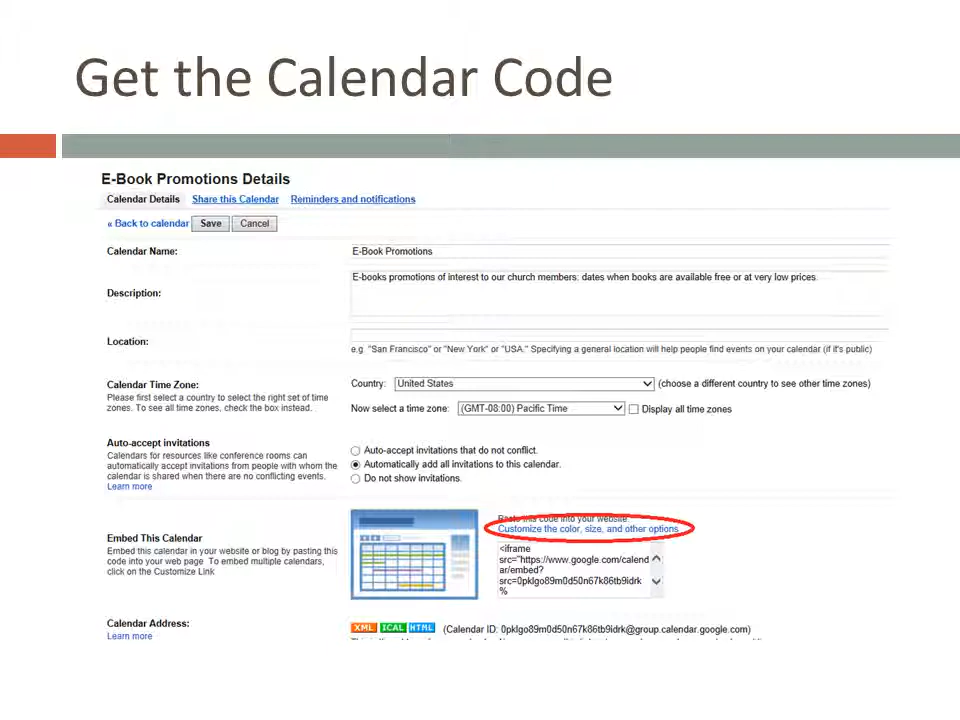 Get the Calendar Code
E-Book Promotions Details
Calendar Details Share this Calendar Reminders and notifications
« Back to calendar Save Cancel
Calendar Name: E-Book Promotions
E-books promotions of interest to our church members: dates when books are available free or at very low prices.
Description:
Location:
e.g. "San Francisco" or "New York" or "USA." Specifying a general location will help people find events on your calendar (if it's public)
Calendar Time Zone:
Please first select a country to select the right set of time
zones. To see all time zones, check the box instead.
Country: United States (choose a different country to see other time zones)
Now select a time zone: (GMT-08:00) Pacific Time Display all time zones
Auto-accept invitations
Calendars for resources like conference rooms can
automatically accept invitations from people with whom the
calendar is shared when there are no conflicting events.
Learn more
Auto-accept invitations that do not conflict.
Automatically add all invitations to this calendar.
Do not show invitations.
Embed This Calendar
Embed this calendar in your website or blog by pasting this
code into your web page To embed multiple calendars,
click on the Customize Link
Paste this code into your website.
Customize the color, size, and other options
<iframe
src="https://www.google.com/calend
ar/embed?
src=0pklgo89m0d50n67k86tb9idrk
%
Calendar Address:
Learn more
XML ICAL HTML (Calendar ID: 0pklgo89m0d50n67k86tb9idrk@group.calendar.google.com)